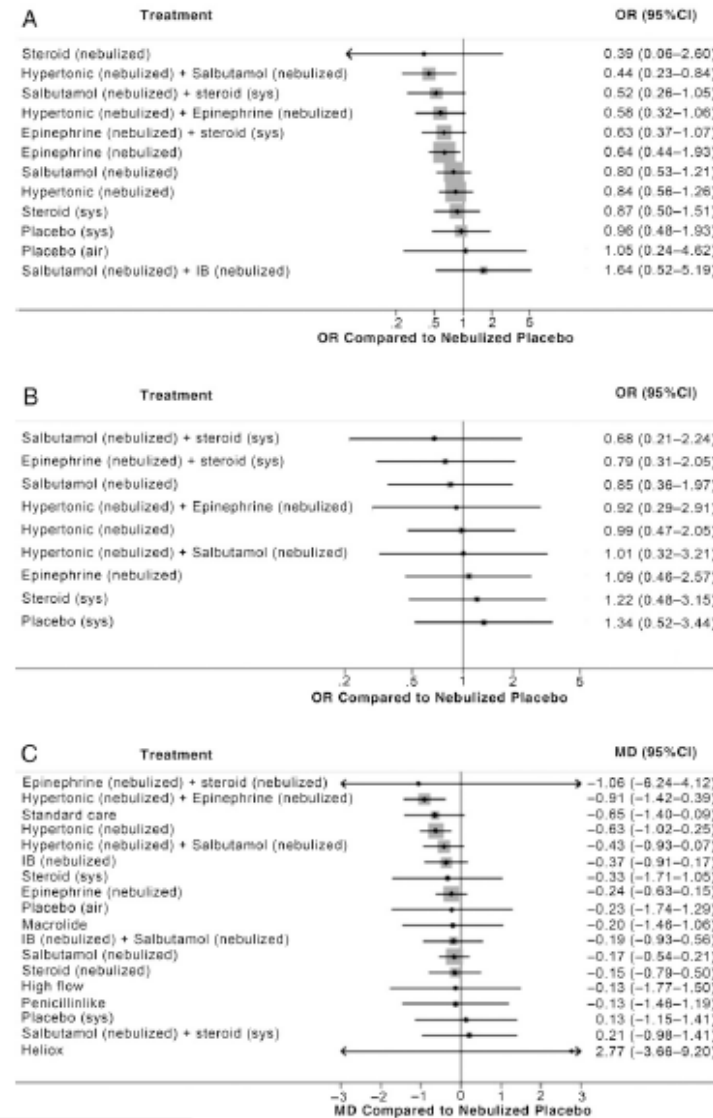 A Treatment OR (95%CI)
Steroid (nebulized) 0.39 (0.06–2.60)
Hypertonic (nebulized) + Salbutamol (nebulized) 0.44 (0.23–0.84)
Salbutamol (nebulized) + steroid (sys) 0.52 (0.26–1.05)
Hypertonic (nebulized) + Epinephrine (nebulized) 0.58 (0.32–1.06)
Epinephrine (nebulized) + steroid (sys) 0.63 (0.37–1.07)
Epinephrine (nebulized) 0.64 (0.44–1.93)
Salbutamol (nebulized) 0.80 (0.53–1.21)
Hypertonic (nebulized) 0.84 (0.56–1.26)
Steroid (sys) 0.87 (0.50–1.51)
Placebo (sys) 0.96 (0.48–1.93)
Placebo (air) 1.05 (0.24–4.62)
Salbutamol (nebulized) + IB (nebulized) 1.64 (0.52–5.19)
.2 .5 1 2 5
OR Compared to Nebulized Placebo
B Treatment OR (95%CI)
Salbutamol (nebulized) + steroid (sys) 0.68 (0.21–2.24)
Epinephrine (nebulized) + steroid (sys) 0.79 (0.31–2.05)
Salbutamol (nebulized) 0.85 (0.36–1.97)
Hypertonic (nebulized) + Epinephrine (nebulized) 0.92 (0.29–2.91)
Hypertonic (nebulized) 0.99 (0.47–2.05)
Hypertonic (nebulized) + Salbutamol (nebulized) 1.01 (0.32–3.21)
Epinephrine (nebulized) 1.09 (0.46–2.57)
Steroid (sys) 1.22 (0.48–3.15)
Placebo (sys) 1.34 (0.52–3.44)
.2 .5 1 2 5
OR Compared to Nebulized Placebo
C Treatment MD (95%CI)
Epinephrine (nebulized) + steroid (nebulized) −1.06 (−6.24–4.12)
Hypertonic (nebulized) + Epinephrine (nebulized) −0.91 (−1.42–0.39)
Standard care −0.65 (−1.40–0.09)
Hypertonic (nebulized) −0.63 (−1.02–0.25)
Hypertonic (nebulized) + Salbutamol (nebulized) −0.43 (−0.93–0.07)
IB (nebulized) −0.37 (−0.91–0.17)
Steroid (sys) −0.33 (−1.71–1.05)
Epinephrine (nebulized) −0.24 (−0.63–0.15)
Placebo (air) −0.23 (−1.74–1.29)
Macrolide −0.20 (−1.46–1.06)
IB (nebulized) + Salbutamol (nebulized) −0.19 (−0.93–0.56)
Salbutamol (nebulized) −0.17 (−0.54–0.21)
Steroid (nebulized) −0.15 (−0.79–0.50)
High flow −0.13 (−1.77–1.50)
Penicillinlike −0.13 (−1.46–1.19)
Placebo (sys) 0.13 (−1.15–1.41)
Salbutamol (nebulized) + steroid (sys) 0.21 (−0.98–1.41)
Heliox 2.77 (−3.66–9.20)
−3 −2 −1 0 1 2 3
MD Compared to Nebulized Placebo